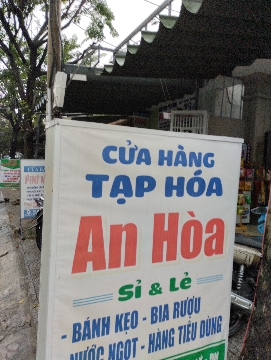 CỬA HÀNG
TẠP HÓA
An Hòa
Sỉ & Lẻ
- BÁNH KẸO - BIA RƯỢU
NƯỚC NGỌT - HÀNG TIÊU DÙNG